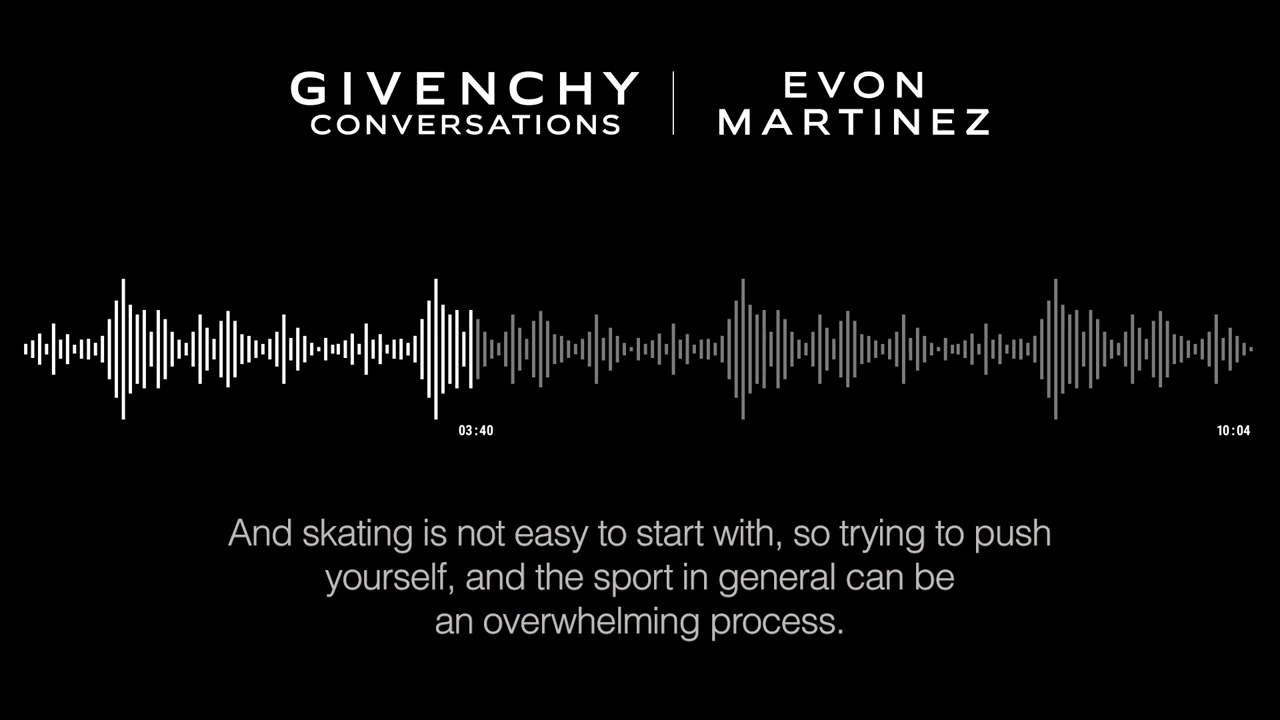 GIVENCHY
CONVERSATIONS
EVON
MARTINEZ
03:40
10:04
And skating is not easy to start with, so trying to push
yourself, and the sport in general can be
an overwhelming process.